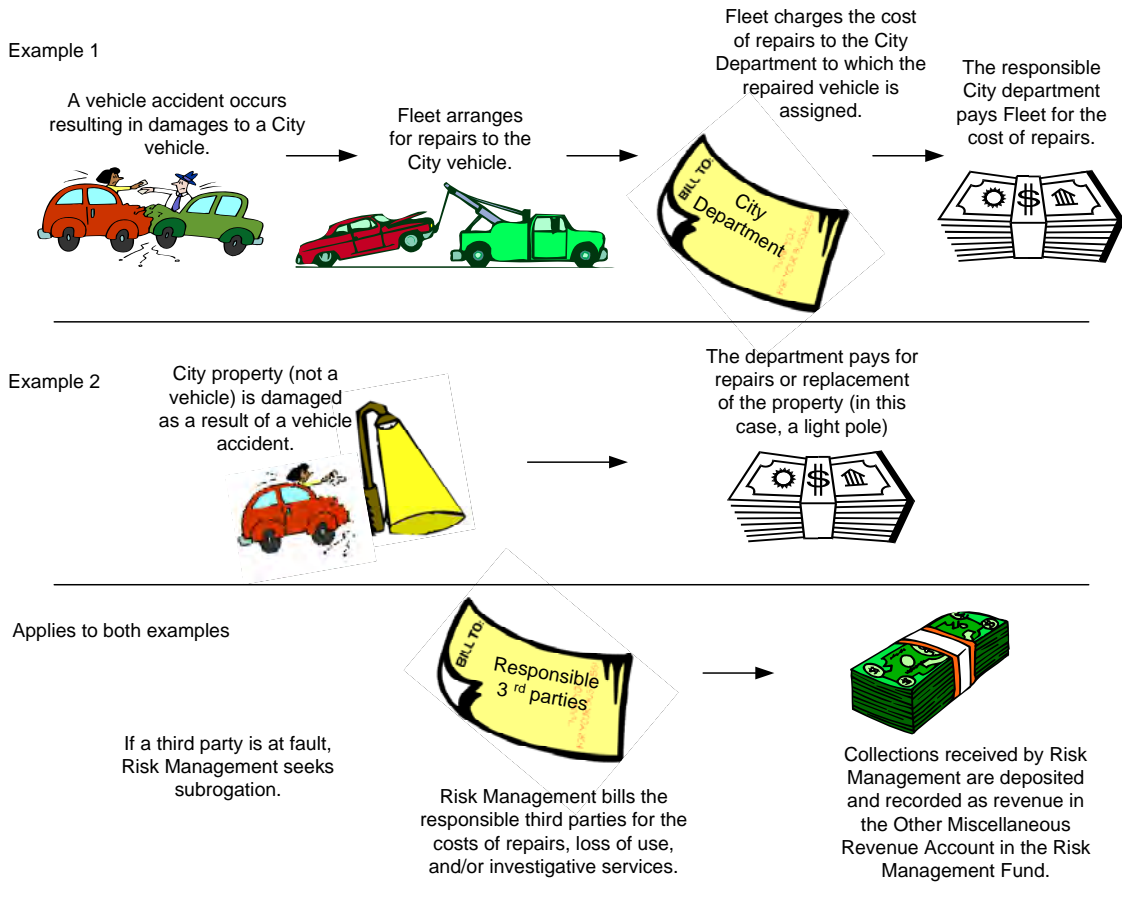 Example 1
A vehicle accident occurs
resulting in damages to a City
vehicle.
Fleet arranges
for repairs to the
City vehicle.
Fleet charges the cost
of repairs to the City
Department to which the
repaired vehicle is
assigned.
BILL TO:
City
Department
The responsible
City department
pays Fleet for the
cost of repairs.
$
Example 2
City property (not a
vehicle) is damaged
as a result of a vehicle
accident.
The department pays for
repairs or replacement
of the property (in this
case, a light pole)
$
Applies to both examples
If a third party is at fault,
Risk Management seeks
subrogation.
BILL TO:
Responsible
3 rd parties
Risk Management bills the
responsible third parties for the
costs of repairs, loss of use,
and/or investigative services.
Collections received by Risk
Management are deposited
and recorded as revenue in
the Other Miscellaneous
Revenue Account in the Risk
Management Fund.